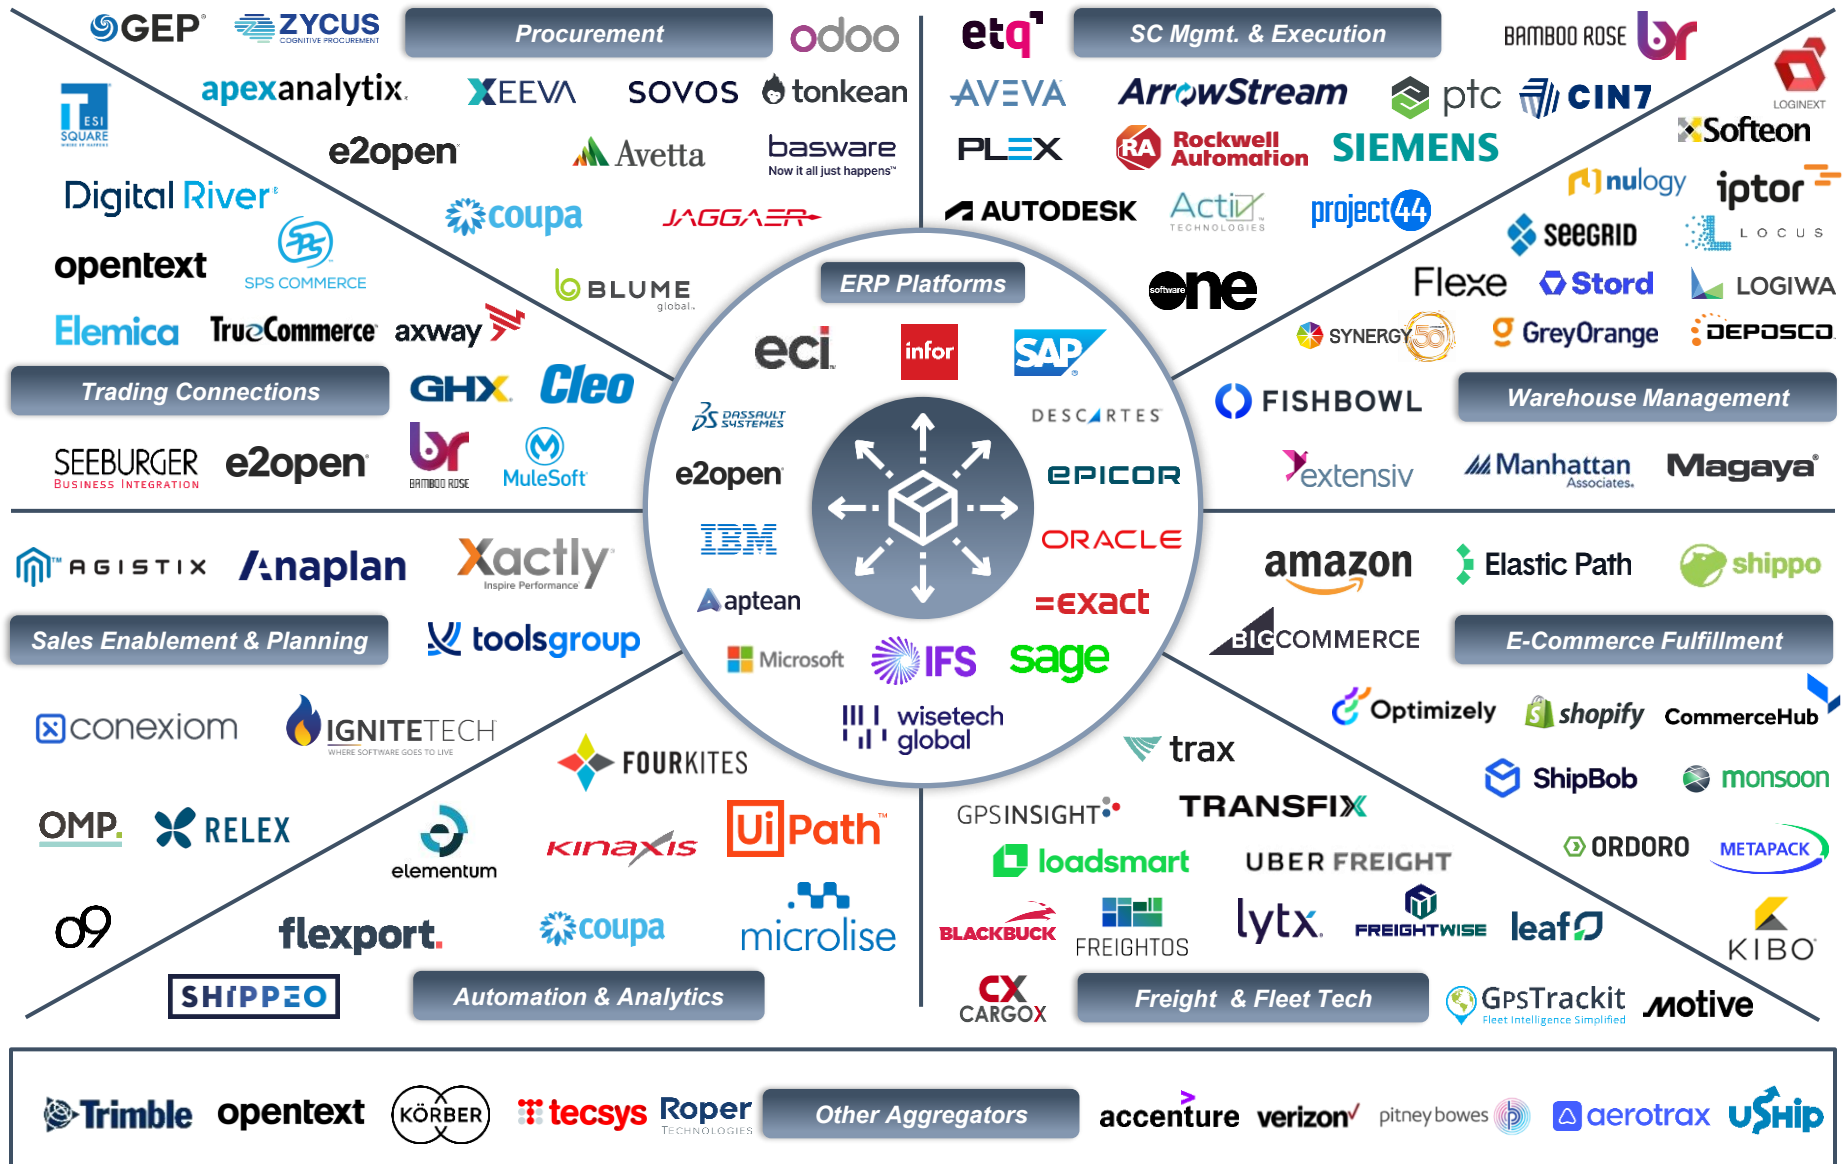 GEP
ZYCUS
COGNITIVE PROCUREMENT
Procurement
odoo
apexanalytix
XEEVA
SOVOS
tonkean
e2open
Avetta
basware
Now it all just happens™
coupa
JAGGAER
BLUME
global
etq
SC Mgmt. & Execution
BAMBOO ROSE
br
AVEVA
ArrowStream
ptc
CIN7
PLEX
RA
Rockwell
Automation
SIEMENS
AUTODESK
Activ
TECHNOLOGIES
project44
software
one
TESI
SQUARE
Digital River
opentext
SPS
SPS COMMERCE
Elemica
TrueCommerce
axway
Trading Connections
GHX
Cleo
SEEBURGER
BUSINESS INTEGRATION
e2open
br
BAMBOO ROSE
MuleSoft
LOGINEXT
Softeon
nulogy
iptor
SEEGRID
LOCUS
Flexe
Stord
LOGIWA
SYNERGY
50
GreyOrange
DEPOSCO
FISHBOWL
Warehouse Management
extensiv
Manhattan
Associates
Magaya
ERP Platforms
eci
infor
SAP
DASSAULT
SYSTEMES
DESCARTES
e2open
EPICOR
IBM
ORACLE
aptean
=exact
Microsoft
IFS
sage
wisetech
global
AGISTIX
Anaplan
Xactly
Inspire Performance
Sales Enablement & Planning
toolsgroup
conexiom
IGNITETECH
WHERE SOFTWARE GOES TO LIVE
OMP
RELEX
o9
amazon
Elastic Path
shippo
BIGCOMMERCE
E-Commerce Fulfillment
Optimizely
shopify
CommerceHub
ShipBob
monsoon
ORDORO
METAPACK
KIBO
FOURKITES
elementum
KINAXIS
UiPath™
flexport.
coupa
microlise
SHIPPEO
Automation & Analytics
trax
GPSINSIGHT
TRANSFIX
loadsmart
UBER FREIGHT
BLACKBUCK
FREIGHTOS
lytx
FREIGHTWISE
leaf
CX
CARGOX
Freight & Fleet Tech
GPSTrackit
Fleet Intelligence Simplified
motive
Trimble
opentext
KÖRBER
tecsys
Roper
TECHNOLOGIES
Other Aggregators
accenture
verizon
pitney bowes
aerotrax
uShip